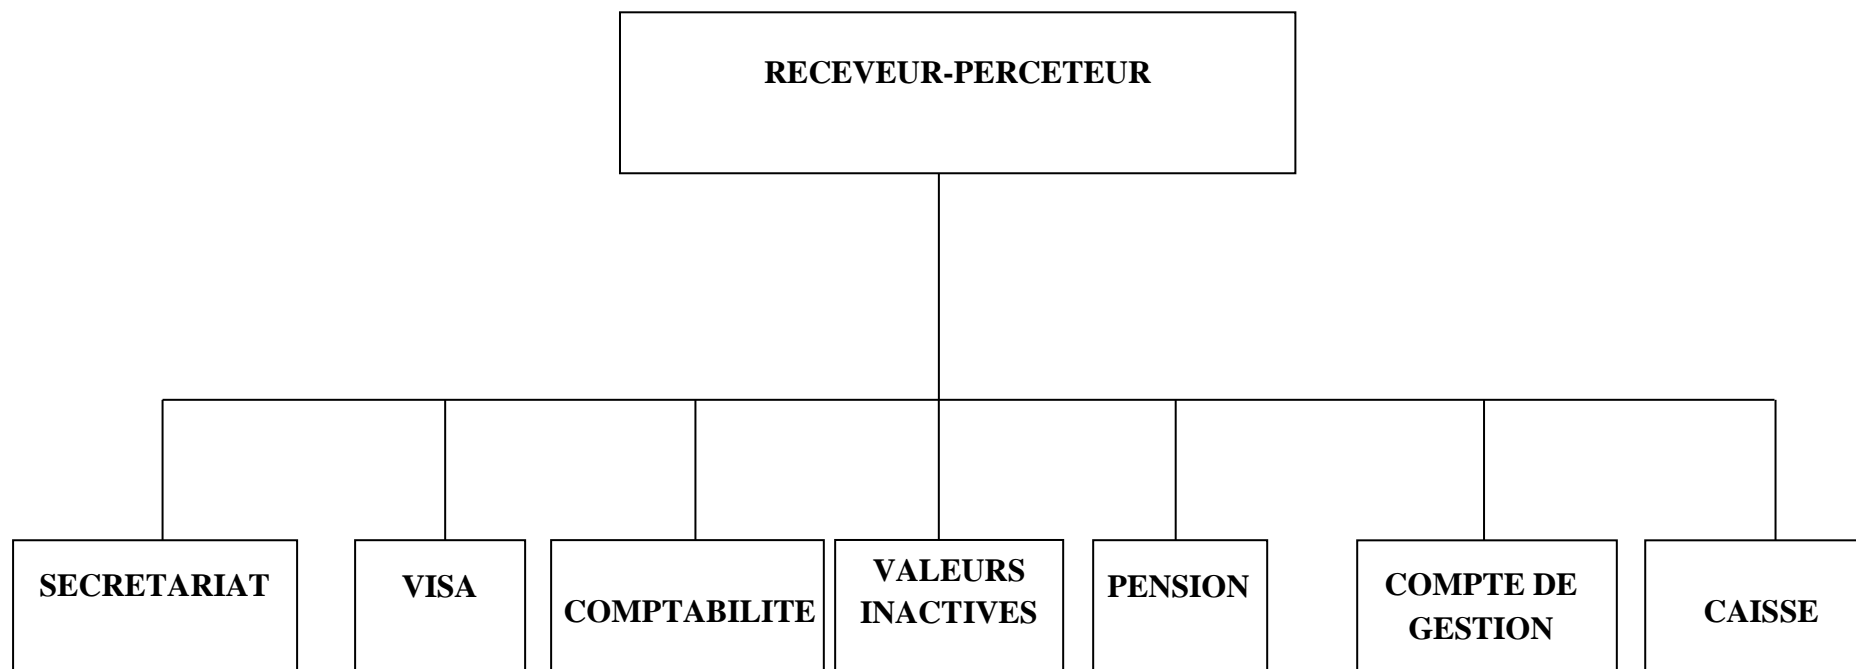 RECEVEUR-PERCETEUR
SECRETARIAT
VISA
COMPTABILITE
VALEURS
INACTIVES
PENSION
COMPTE DE
GESTION
CAISSE